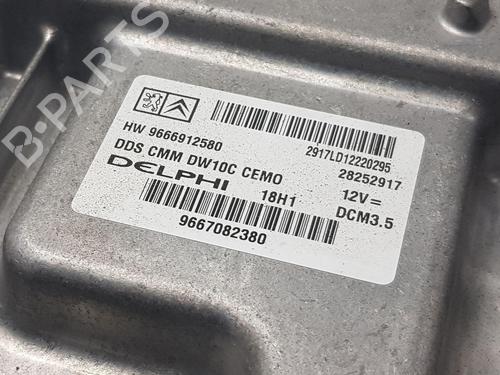 HW 9666912580
2917LD12220295
DDS CMM DW10C CEMO
28252917
DELPHI
18H1
12V=
DCM3.5
9667082380
B-PARTS